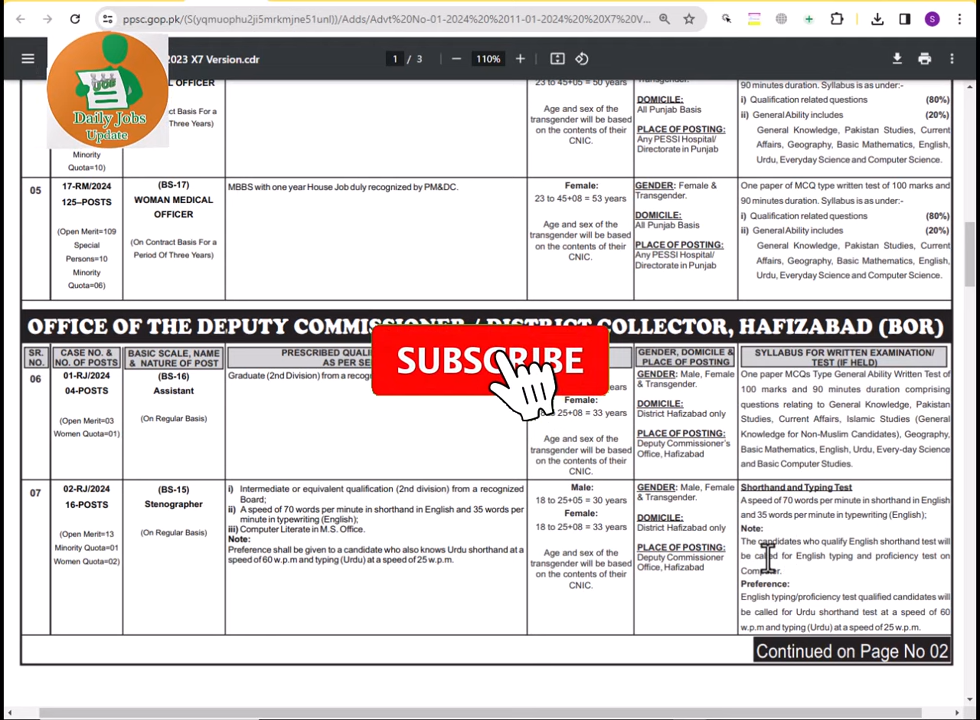 ppsc.gop.pk/(S(yqmuophu2ji5mrkmjne51unl))/Adds/Advt%20No-01-2024%20%2011-01-2024%20%20X7%20V...
S
2023 X7 Version.cdr
1 / 3
110%
JOB
Daily Jobs
Update
OFFICER
Basis For a
Three Years)
Minority
Quota=10)
23 to 45+05 = 50 years
Age and sex of the
transgender will be based
on the contents of their
CNIC.
Transgender.
DOMICILE:
All Punjab Basis
PLACE OF POSTING:
Any PESSI Hospital/
Directorate in Punjab
90 minutes duration. Syllabus is as under:-
i) Qualification related questions (80%)
ii) General Ability includes (20%)
General Knowledge, Pakistan Studies, Current
Affairs, Geography, Basic Mathematics, English,
Urdu, Everyday Science and Computer Science.
05
17-RM/2024
125–POSTS
(Open Merit=109
Special
Persons=10
Minority
Quota=06)
(BS-17)
WOMAN MEDICAL
OFFICER
(On Contract Basis For a
Period Of Three Years)
MBBS with one year House Job duly recognized by PM&DC.
Female:
23 to 45+08 = 53 years
Age and sex of the
transgender will be based
on the contents of their
CNIC.
GENDER: Female &
Transgender.
DOMICILE:
All Punjab Basis
PLACE OF POSTING:
Any PESSI Hospital/
Directorate in Punjab
One paper of MCQ type written test of 100 marks and
90 minutes duration. Syllabus is as under:-
i) Qualification related questions (80%)
ii) General Ability includes (20%)
General Knowledge, Pakistan Studies, Current
Affairs, Geography, Basic Mathematics, English,
Urdu, Everyday Science and Computer Science.
OFFICE OF THE DEPUTY COMMISSIONER / DISTRICT COLLECTOR, HAFIZABAD (BOR)
SUBSCRIBE
SR.
NO.
CASE NO. &
NO. OF POSTS
BASIC SCALE, NAME
& NATURE OF POST
PRESCRIBED
AS PER
GENDER, DOMICILE &
PLACE OF POSTING
SYLLABUS FOR WRITTEN EXAMINATION/
TEST (IF HELD)
06
01-RJ/2024
04-POSTS
(Open Merit=03
Women Quota=01)
(BS-16)
Assistant
(On Regular Basis)
Graduate (2nd Division) from a
years
Female:
25+08 = 33 years
Age and sex of the
transgender will be based
on the contents of their
CNIC.
GENDER: Male, Female
& Transgender.
DOMICILE:
District Hafizabad only
PLACE OF POSTING:
Deputy Commissioner's
Office, Hafizabad
One paper MCQs Type General Ability Written Test of
100 marks and 90 minutes duration comprising
questions relating to General Knowledge, Pakistan
Studies, Current Affairs, Islamic Studies (General
Knowledge for Non-Muslim Candidates), Geography,
Basic Mathematics, English, Urdu, Every-day Science
and Basic Computer Studies.
07
02-RJ/2024
16-POSTS
(Open Merit=13
Minority Quota=01
Women Quota=02)
(BS-15)
Stenographer
(On Regular Basis)
i) Intermediate or equivalent qualification (2nd division) from a recognized
Board;
ii) A speed of 70 words per minute in shorthand in English and 35 words per
minute in typewriting (English);
iii) Computer Literate in M.S. Office.
Note:
Preference shall be given to a candidate who also knows Urdu shorthand at a
speed of 60 w.p.m and typing (Urdu) at a speed of 25 w.p.m.
Male:
18 to 25+05 = 30 years
Female:
18 to 25+08 = 33 years
Age and sex of the
transgender will be based
on the contents of their
CNIC.
GENDER: Male, Female
& Transgender.
DOMICILE:
District Hafizabad only
PLACE OF POSTING:
Deputy Commissioner
Office, Hafizabad
Shorthand and Typing Test
A speed of 70 words per minute in shorthand in English
and 35 words per minute in typewriting (English);
Note:
The candidates who qualify English shorthand test will
be called for English typing and proficiency test on
Computer.
Preference:
English typing/proficiency test qualified candidates will
be called for Urdu shorthand test at a speed of 60
w.p.m and typing (Urdu) at a speed of 25 w.p.m.
Continued on Page No 02